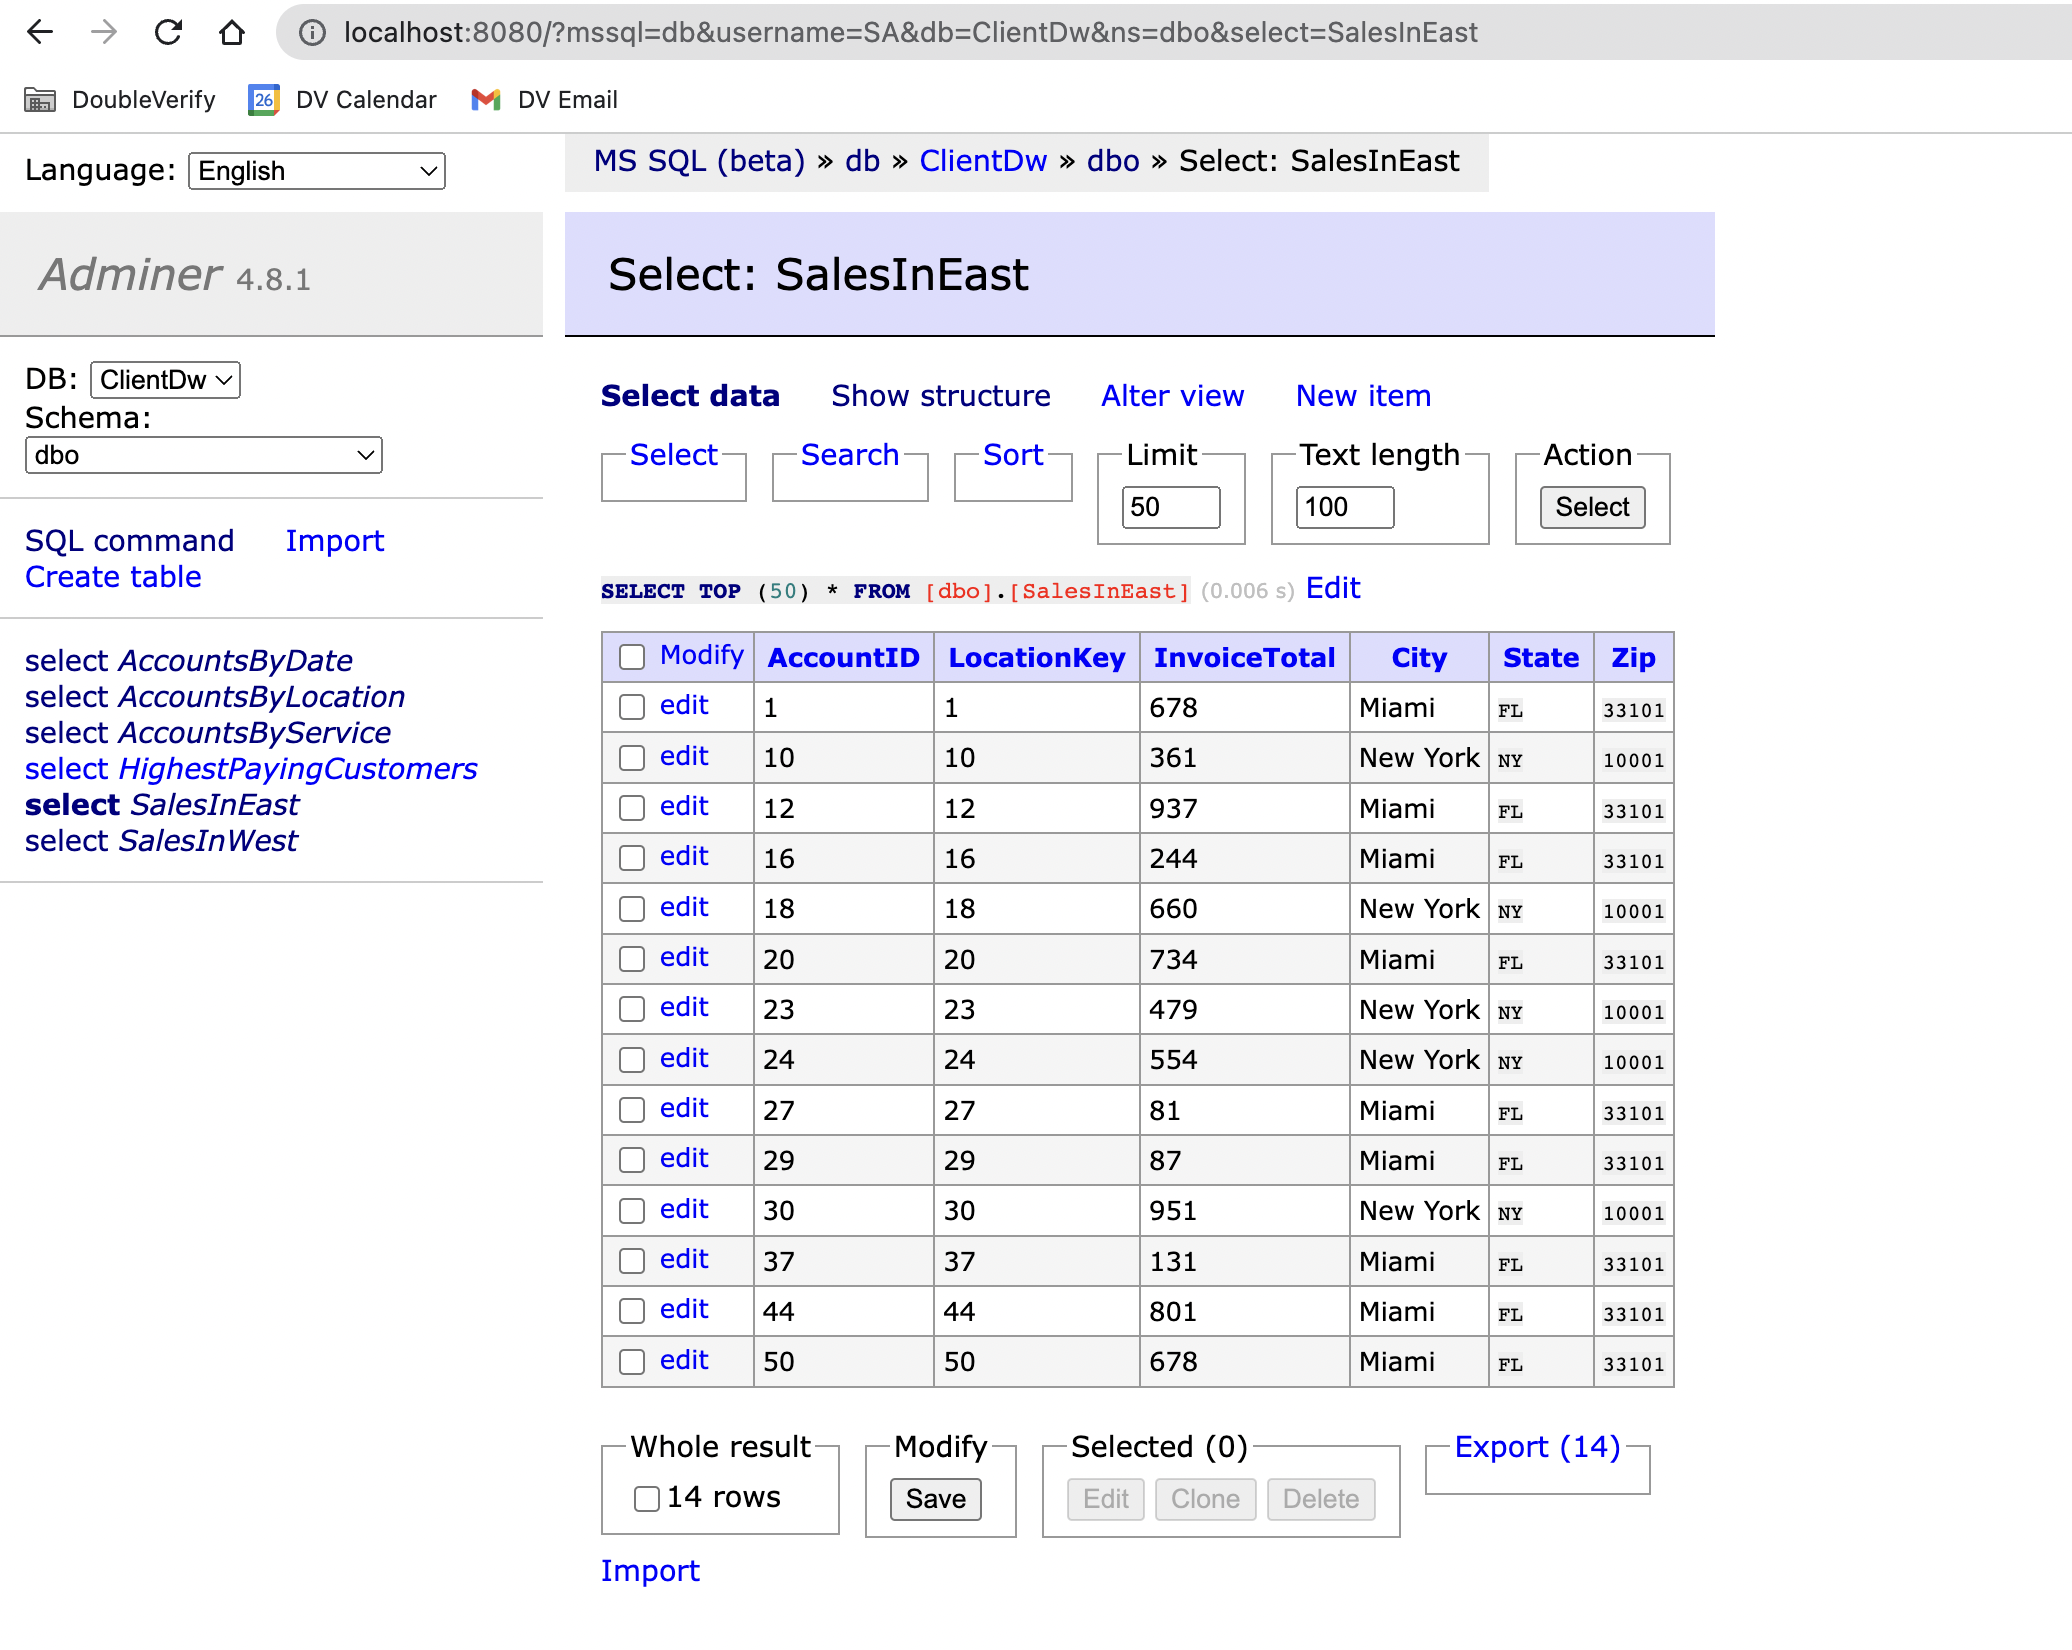 localhost:8080/?mssql=db&username=SA&db=ClientDw&ns=dbo&select=SalesInEast
DoubleVerify 26 DV Calendar DV Email
Language: English
MS SQL (beta) » db » ClientDw » dbo » Select: SalesInEast
Adminer 4.8.1
Select: SalesInEast
DB: ClientDw
Schema:
dbo
SQL command Import
Create table
select AccountsByDate
select AccountsByLocation
select AccountsByService
select HighestPayingCustomers
select SalesInEast
select SalesInWest
Select data Show structure Alter view New item
Select Search Sort Limit Text length Action
50 100 Select
SELECT TOP (50) * FROM [dbo].[SalesInEast] (0.006 s) Edit
Modify AccountID LocationKey InvoiceTotal City State Zip
edit 1 1 678 Miami FL 33101
edit 10 10 361 New York NY 10001
edit 12 12 937 Miami FL 33101
edit 16 16 244 Miami FL 33101
edit 18 18 660 New York NY 10001
edit 20 20 734 Miami FL 33101
edit 23 23 479 New York NY 10001
edit 24 24 554 New York NY 10001
edit 27 27 81 Miami FL 33101
edit 29 29 87 Miami FL 33101
edit 30 30 951 New York NY 10001
edit 37 37 131 Miami FL 33101
edit 44 44 801 Miami FL 33101
edit 50 50 678 Miami FL 33101
Whole result Modify Selected (0) Export (14)
14 rows Save Edit Clone Delete
Import